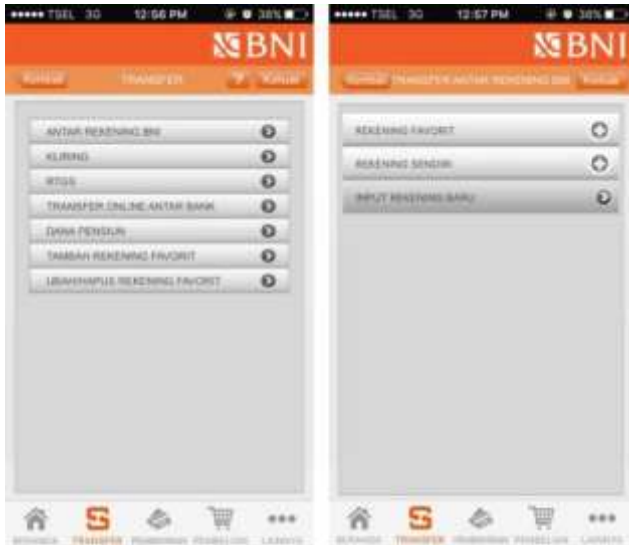 TSEL 3G 12:56 PM 38%
BNI
Kembali TRANSFER ? Keluar
ANTAR REKENING BNI
KLIRING
RTGS
TRANSFER ONLINE ANTAR BANK
DANA PENSIUN
TAMBAH REKENING FAVORIT
UBAH/HAPUS REKENING FAVORIT
BERANDA TRANSFER PEMBAYARAN PEMBELIAN LAINNYA
TSEL 3G 12:57 PM 38%
BNI
Kembali TRANSFER ANTAR REKENING BNI Keluar
REKENING FAVORIT
REKENING SENDIRI
INPUT REKENING BARU
BERANDA TRANSFER PEMBAYARAN PEMBELIAN LAINNYA